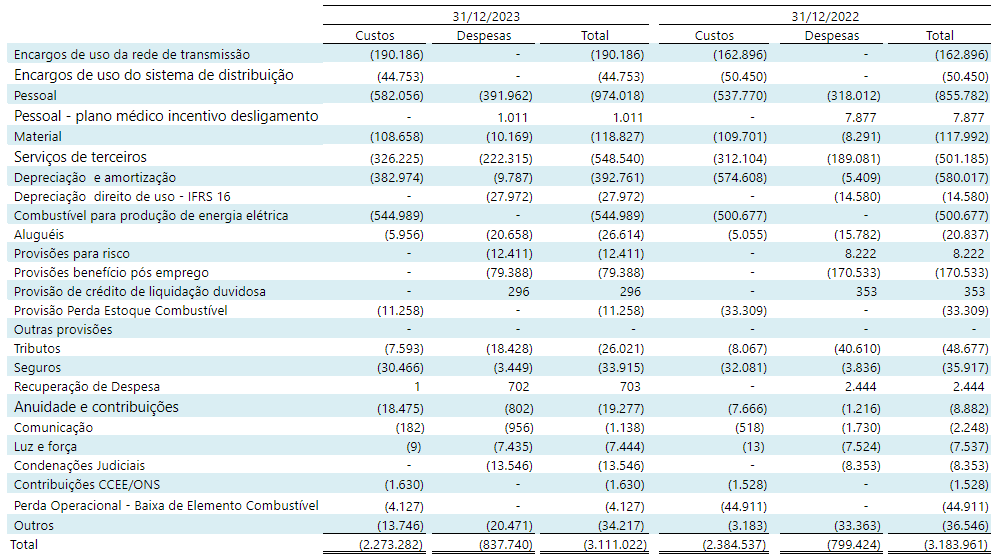 31/12/2023 31/12/2022
Custos Despesas Total Custos Despesas Total
Encargos de uso da rede de transmissão (190.186) - (190.186) (162.896) - (162.896)
Encargos de uso do sistema de distribuição (44.753) - (44.753) (50.450) - (50.450)
Pessoal (582.056) (391.962) (974.018) (537.770) (318.012) (855.782)
Pessoal - plano médico incentivo desligamento - 1.011 1.011 - 7.877 7.877
Material (108.658) (10.169) (118.827) (109.701) (8.291) (117.992)
Serviços de terceiros (326.225) (222.315) (548.540) (312.104) (189.081) (501.185)
Depreciação e amortização (382.974) (9.787) (392.761) (574.608) (5.409) (580.017)
Depreciação direito de uso - IFRS 16 - (27.972) (27.972) - (14.580) (14.580)
Combustível para produção de energia elétrica (544.989) - (544.989) (500.677) - (500.677)
Aluguéis (5.956) (20.658) (26.614) (5.055) (15.782) (20.837)
Provisões para risco - (12.411) (12.411) - 8.222 8.222
Provisões benefício pós emprego - (79.388) (79.388) - (170.533) (170.533)
Provisão de crédito de liquidação duvidosa - 296 296 - 353 353
Provisão Perda Estoque Combustível (11.258) - (11.258) (33.309) - (33.309)
Outras provisões - - - - - -
Tributos (7.593) (18.428) (26.021) (8.067) (40.610) (48.677)
Seguros (30.466) (3.449) (33.915) (32.081) (3.836) (35.917)
Recuperação de Despesa 1 702 703 - 2.444 2.444
Anuidade e contribuições (18.475) (802) (19.277) (7.666) (1.216) (8.882)
Comunicação (182) (956) (1.138) (518) (1.730) (2.248)
Luz e força (9) (7.435) (7.444) (13) (7.524) (7.537)
Condenações Judiciais - (13.546) (13.546) - (8.353) (8.353)
Contribuições CCEE/ONS (1.630) - (1.630) (1.528) - (1.528)
Perda Operacional - Baixa de Elemento Combustível (4.127) - (4.127) (44.911) - (44.911)
Outros (13.746) (20.471) (34.217) (3.183) (33.363) (36.546)
Total (2.273.282) (837.740) (3.111.022) (2.384.537) (799.424) (3.183.961)